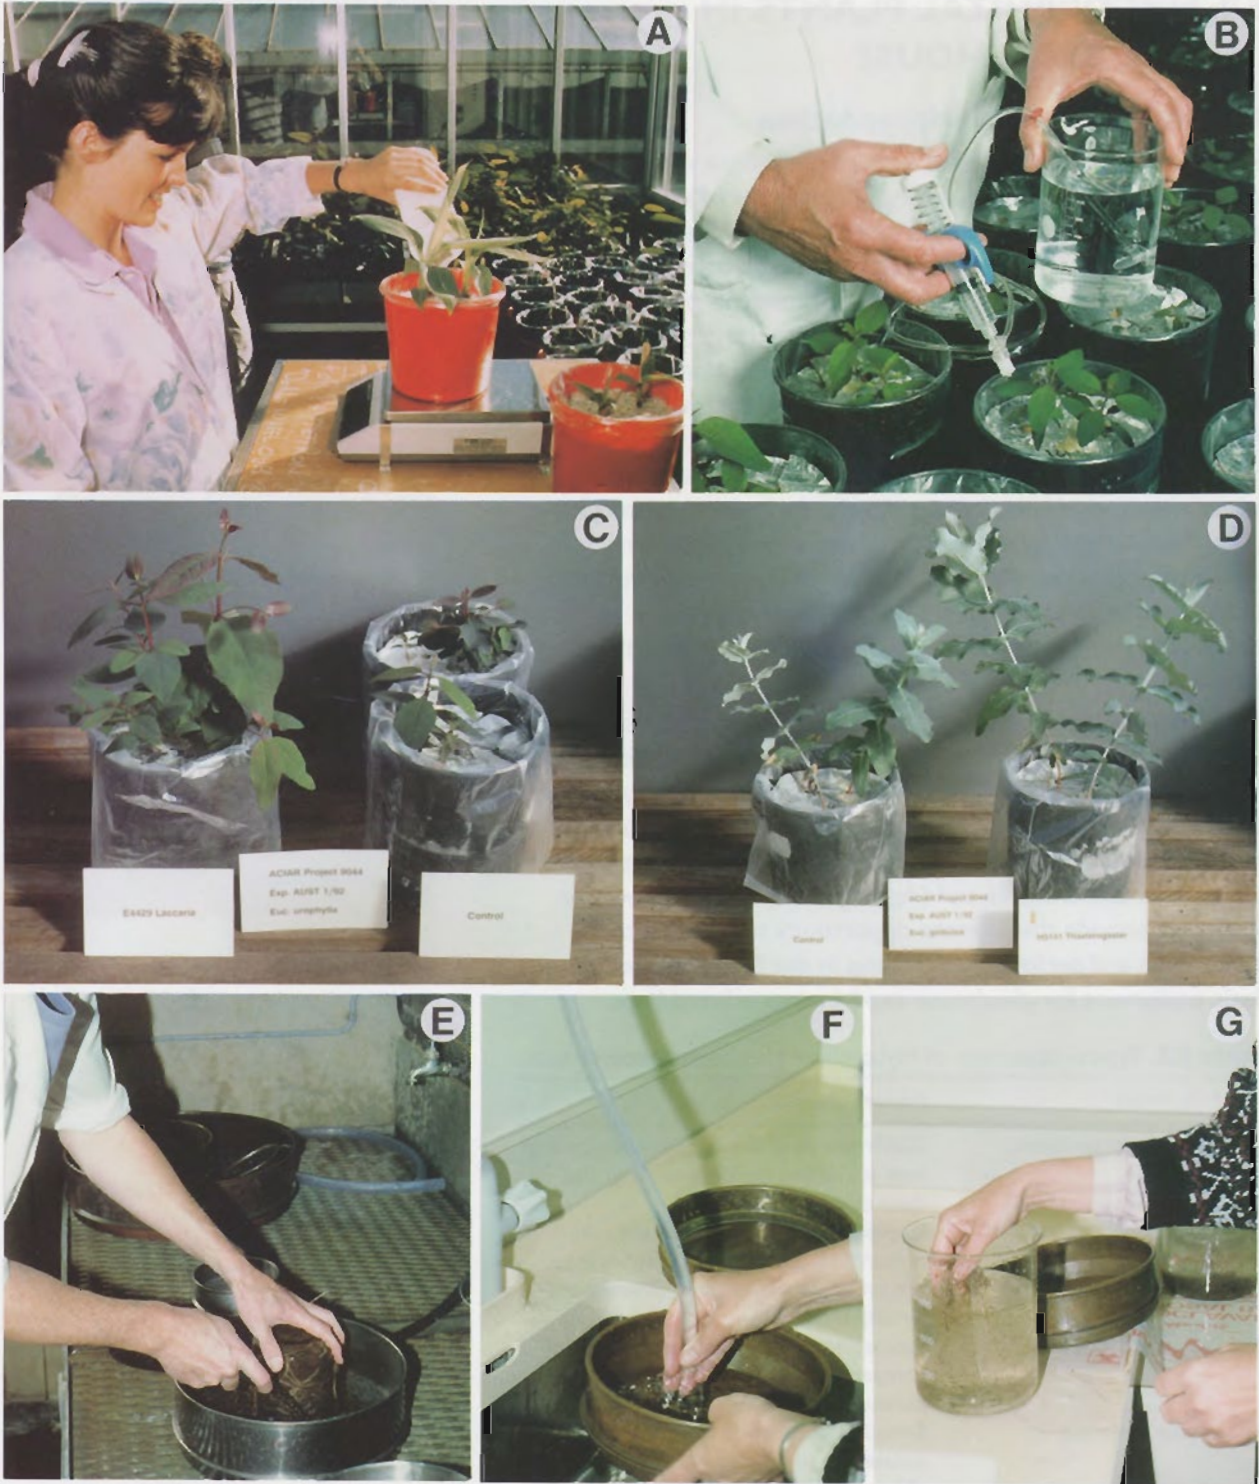 A
B
C
D
E4429 Laccaria
ACIAR Project 9044
Exp. AUST 1/92
Euc. urophylla
Control
Control
ACIAR Project 9044
Exp. AUST 1/92
Euc. globulus
E
F
G